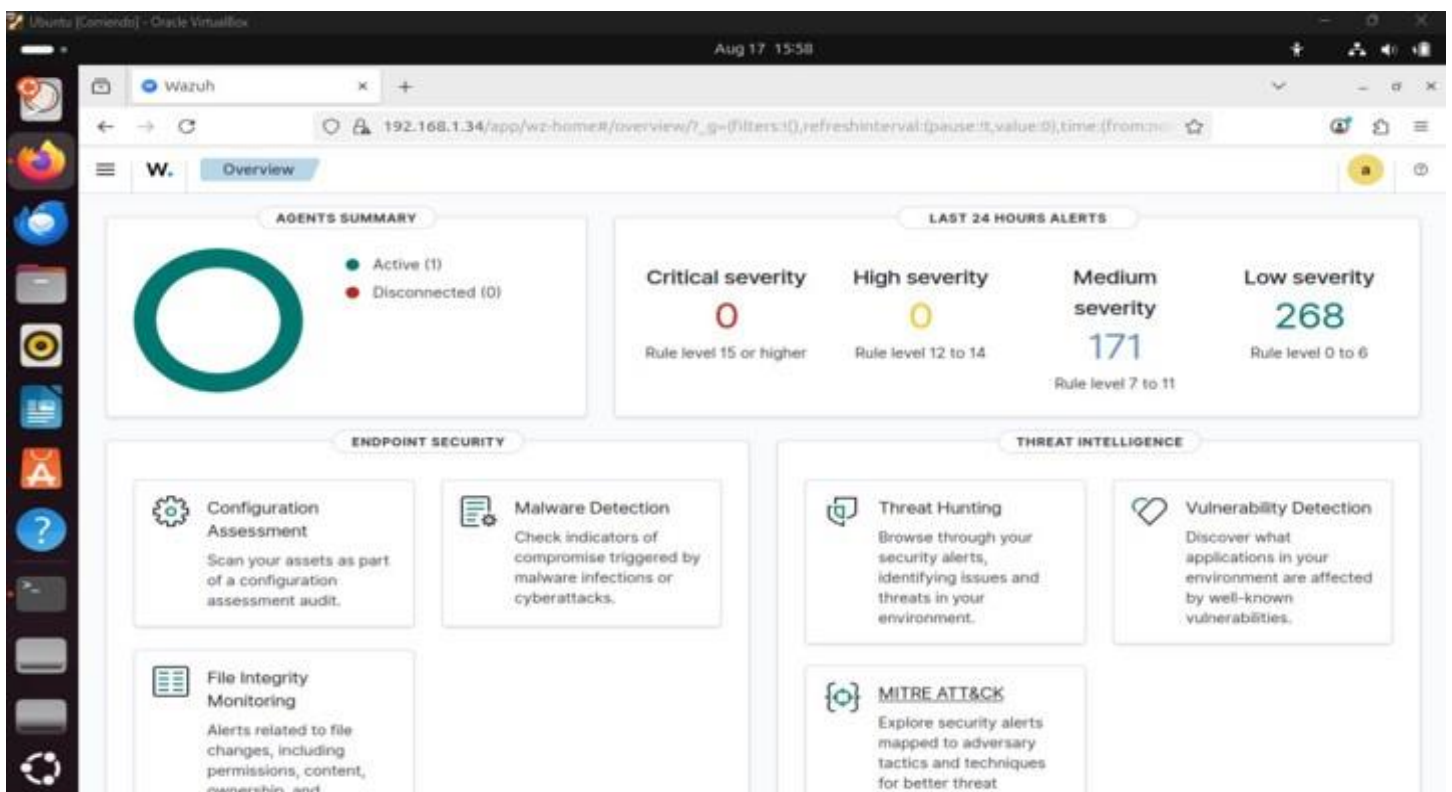 Ubuntu [Corriendo] - Oracle VirtualBox
Aug 17 15:58
Wazuh
192.168.1.34/app/wz-home#/overview/?_g=(filters:!(),refreshInterval:(pause:!t,value:0),time:(from:no
W. Overview
a
AGENTS SUMMARY
Active (1)
Disconnected (0)
LAST 24 HOURS ALERTS
Critical severity
0
Rule level 15 or higher
High severity
0
Rule level 12 to 14
Medium
severity
171
Rule level 7 to 11
Low severity
268
Rule level 0 to 6
ENDPOINT SECURITY
Configuration
Assessment
Scan your assets as part
of a configuration
assessment audit.
Malware Detection
Check indicators of
compromise triggered by
malware infections or
cyberattacks.
File Integrity
Monitoring
Alerts related to file
changes, including
permissions, content,
ownership, and
THREAT INTELLIGENCE
Threat Hunting
Browse through your
security alerts,
identifying issues and
threats in your
environment.
Vulnerability Detection
Discover what
applications in your
environment are affected
by well-known
vulnerabilities.
MITRE ATT&CK
Explore security alerts
mapped to adversary
tactics and techniques
for better threat